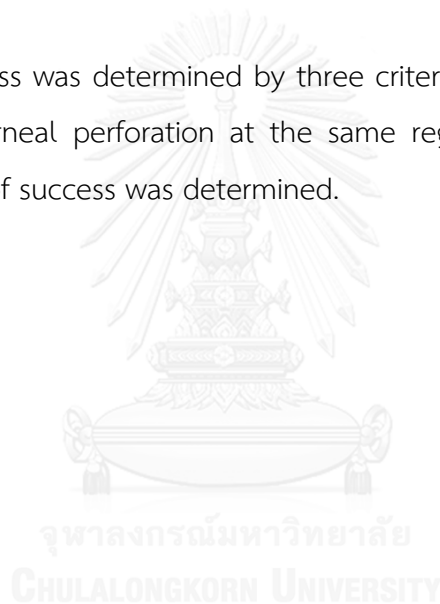 ss was determined by three criter
rneal perforation at the same reg
f success was determined.
จุฬาลงกรณ์มหาวิทยาลัย
CHULALONGKORN UNIVERSITY